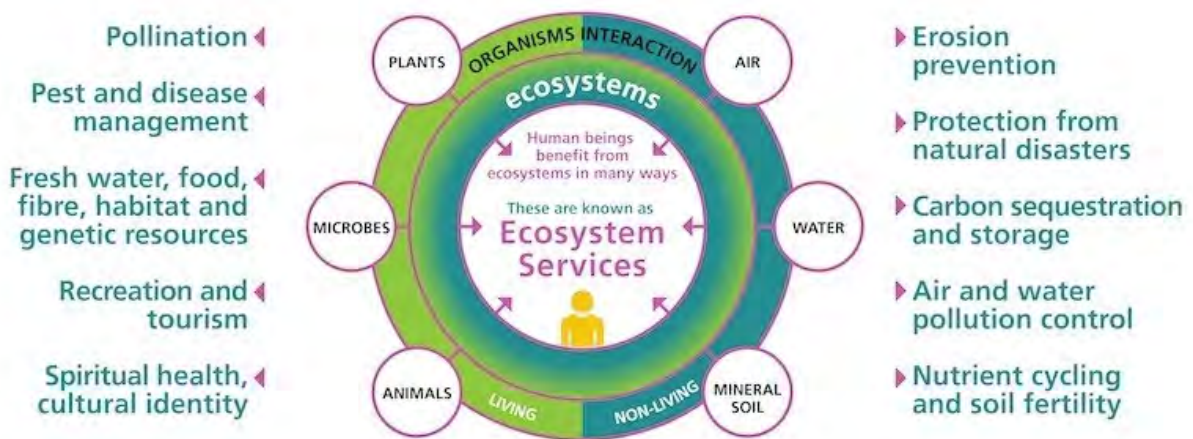 Pollination
Pest and disease
management
Fresh water, food,
fibre, habitat and
genetic resources
Recreation and
tourism
Spiritual health,
cultural identity
ORGANISMS INTERACTION
PLANTS
AIR
ecosystems
Human beings
benefit from
ecosystems in many ways
These are known as
Ecosystem
Services
MICROBES
WATER
ANIMALS
LIVING
NON-LIVING
MINERAL
SOIL
Erosion
prevention
Protection from
natural disasters
Carbon sequestration
and storage
Air and water
pollution control
Nutrient cycling
and soil fertility